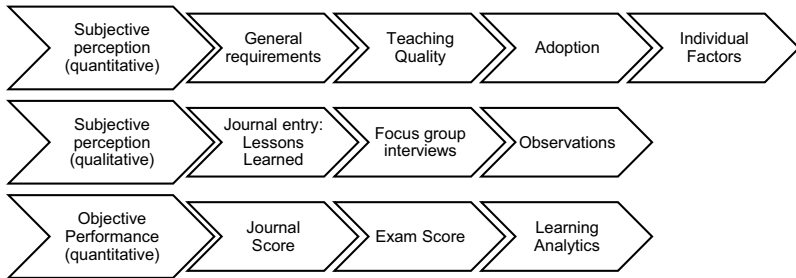 Subjective
perception
(quantitative)
General
requirements
Teaching
Quality
Adoption
Individual
Factors
Subjective
perception
(qualitative)
Journal entry:
Lessons
Learned
Focus group
interviews
Observations
Objective
Performance
(quantitative)
Journal
Score
Exam Score
Learning
Analytics